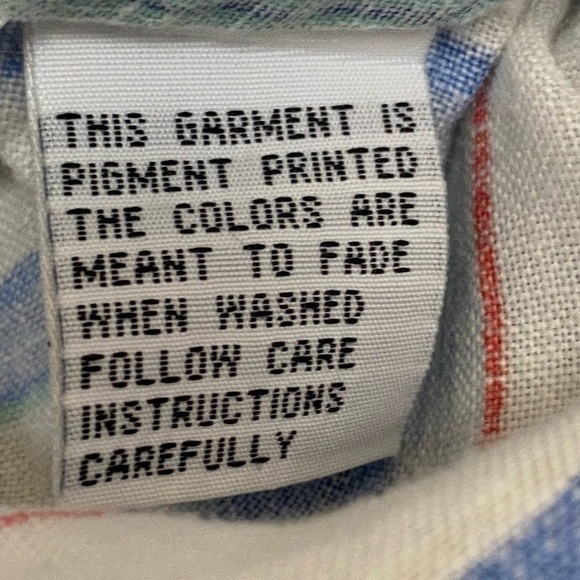 THIS GARMENT IS
PIGMENT PRINTED
THE COLORS ARE
MEANT TO FADE
WHEN WASHED
FOLLOW CARE
INSTRUCTIONS
CAREFULLY